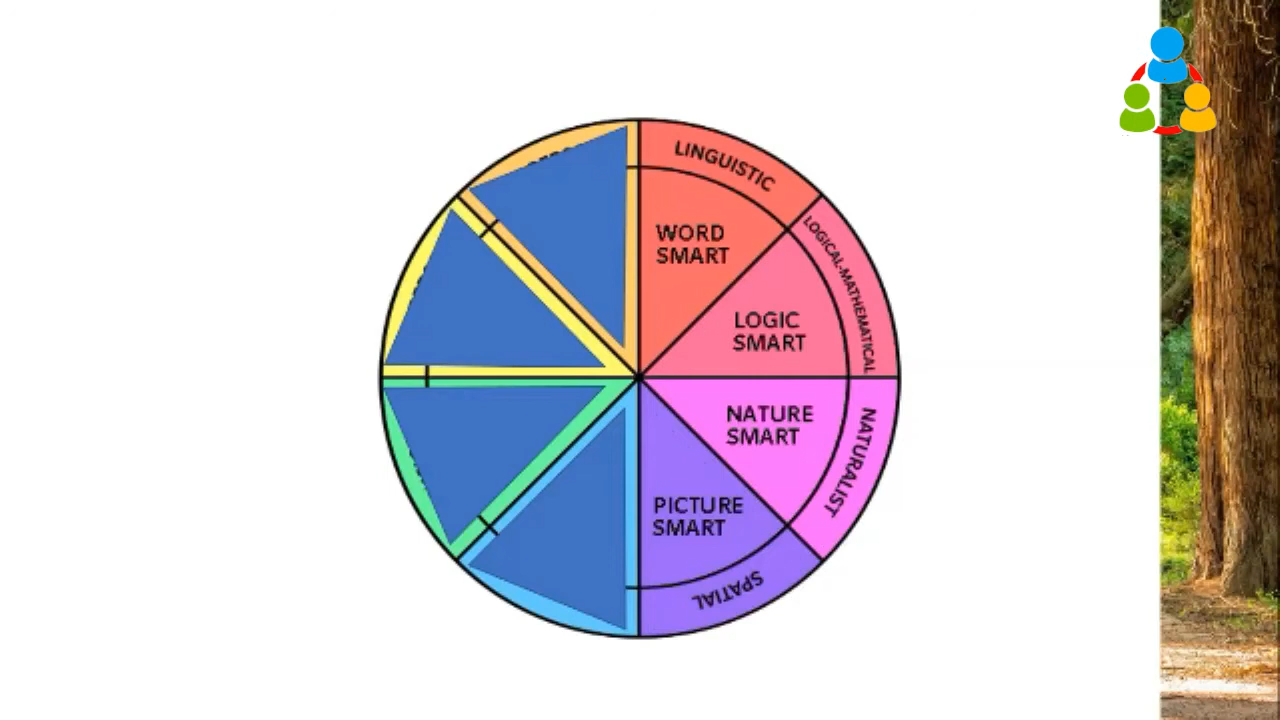 LINGUISTIC
WORD
SMART
LOGICAL-MATHEMATICAL
LOGIC
SMART
NATURE
SMART
NATURALIST
PICTURE
SMART
SPATIAL